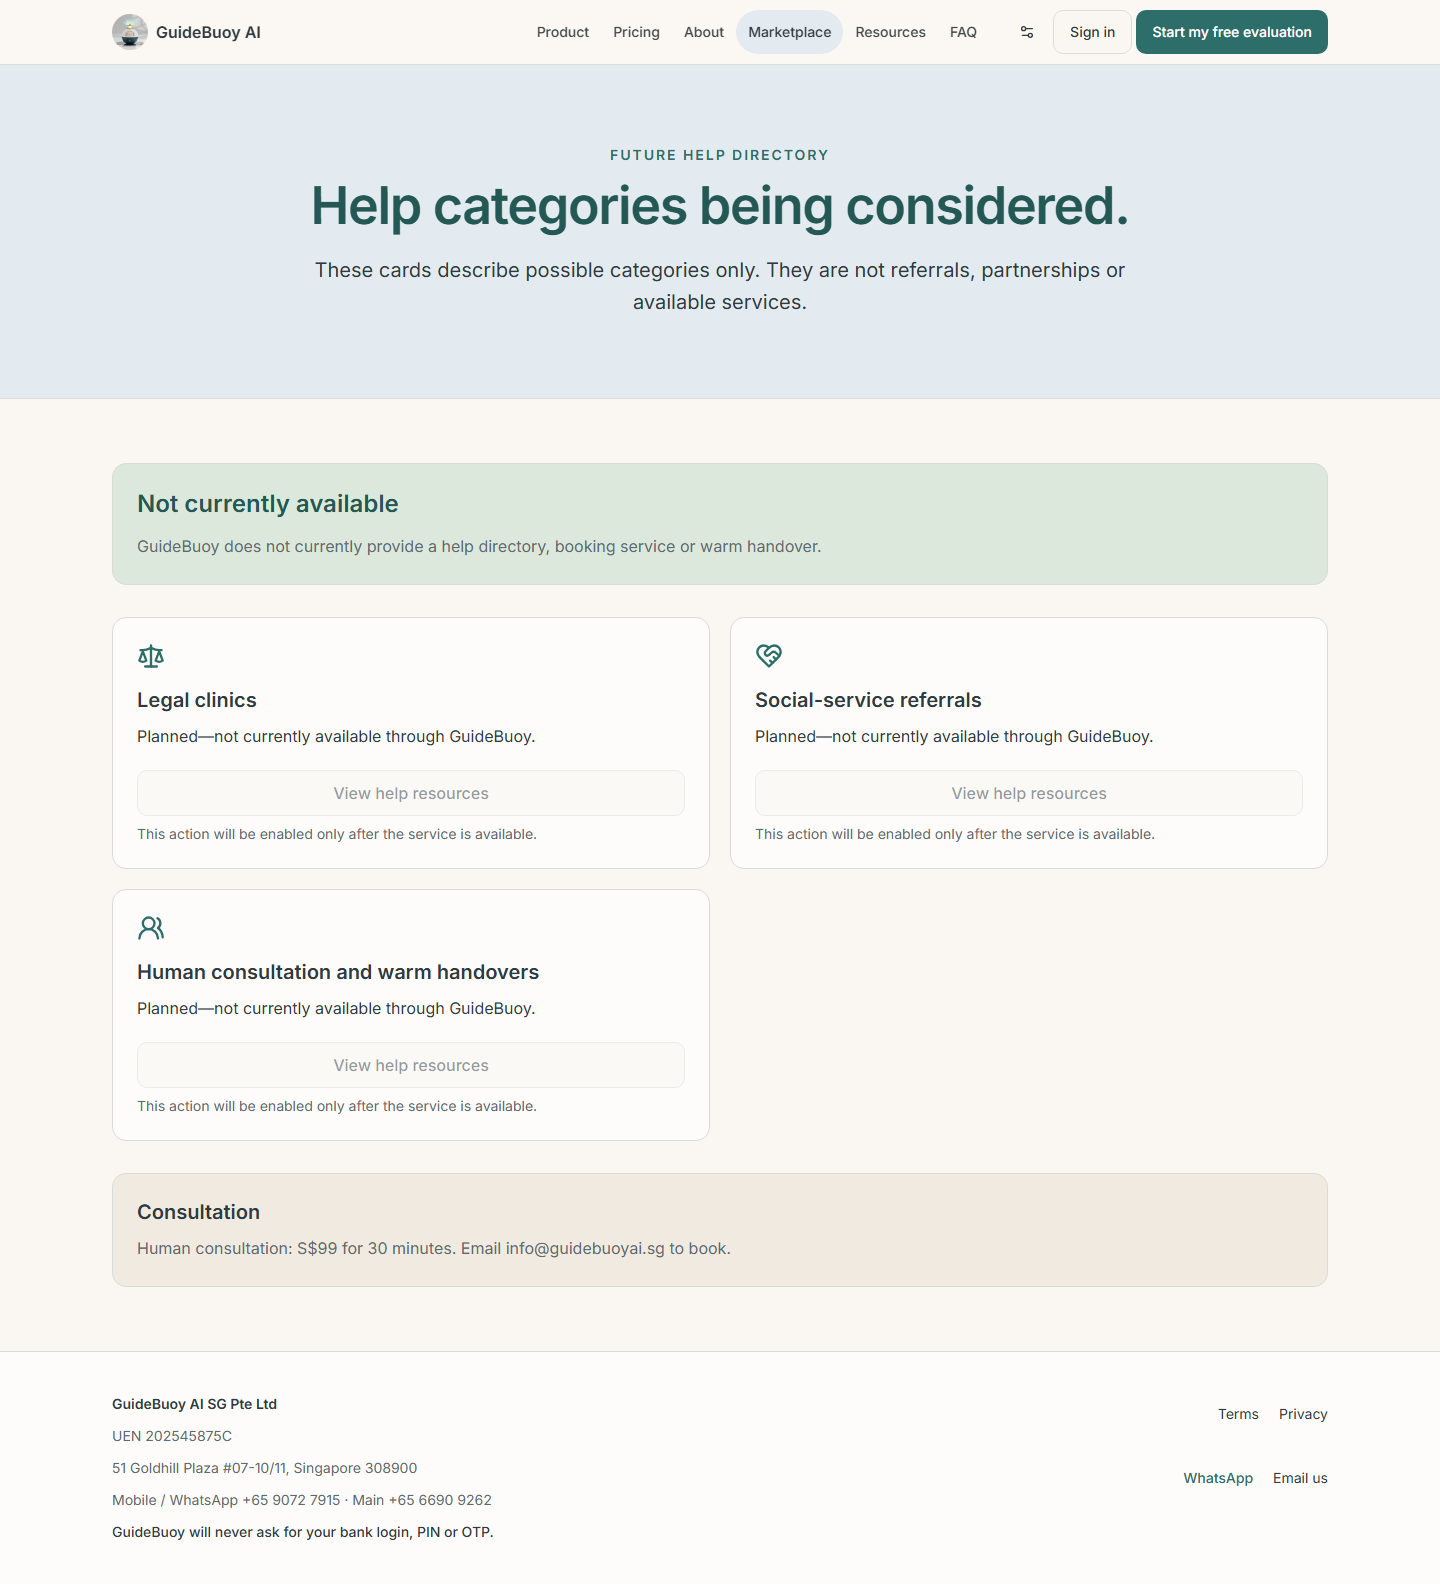 GuideBuoy AI
Product
Pricing
About
Marketplace
Resources
FAQ
Sign in
Start my free evaluation
FUTURE HELP DIRECTORY
Help categories being considered.
These cards describe possible categories only. They are not referrals, partnerships or
available services.
Not currently available
GuideBuoy does not currently provide a help directory, booking service or warm handover.
Legal clinics
Planned—not currently available through GuideBuoy.
View help resources
This action will be enabled only after the service is available.
Social-service referrals
Planned—not currently available through GuideBuoy.
View help resources
This action will be enabled only after the service is available.
Human consultation and warm handovers
Planned—not currently available through GuideBuoy.
View help resources
This action will be enabled only after the service is available.
Consultation
Human consultation: S$99 for 30 minutes. Email info@guidebuoyai.sg to book.
GuideBuoy AI SG Pte Ltd
UEN 202545875C
51 Goldhill Plaza #07-10/11, Singapore 308900
Mobile / WhatsApp +65 9072 7915 · Main +65 6690 9262
GuideBuoy will never ask for your bank login, PIN or OTP.
Terms
Privacy
WhatsApp
Email us